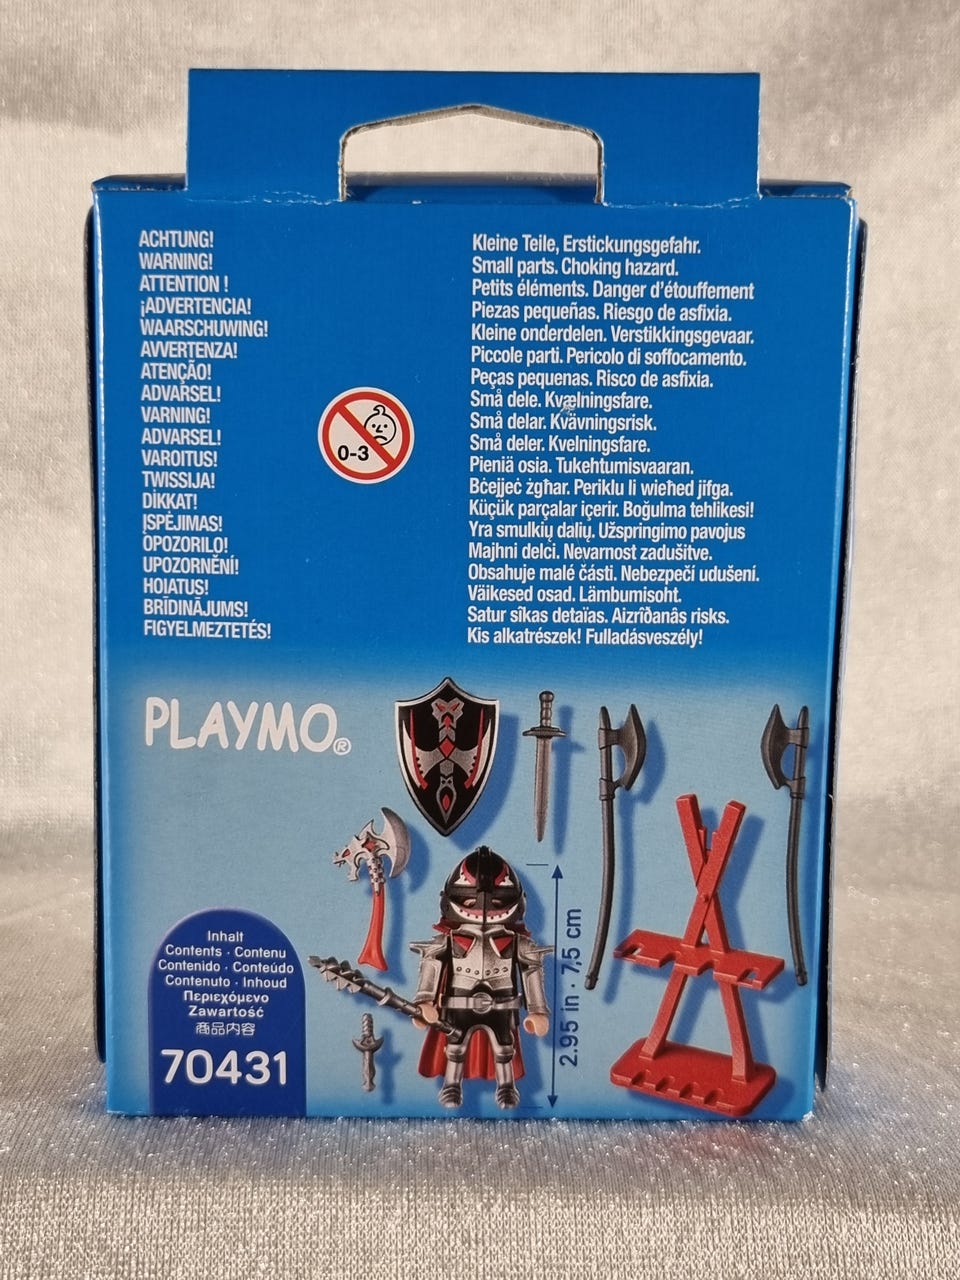 ACHTUNG!
WARNING!
ATTENTION !
¡ADVERTENCIA!
WAARSCHUWING!
AVVERTENZA!
ATENÇÃO!
ADVARSEL!
VARNING!
ADVARSEL!
VAROITUS!
TWISSIJA!
DİKKAT!
ĮSPĖJIMAS!
OPOZORILO!
UPOZORNĚNÍ!
HOIATUS!
BRĪDINĀJUMS!
FIGYELMEZTETÉS!
0-3
Kleine Teile, Erstickungsgefahr.
Small parts. Choking hazard.
Petits éléments. Danger d'étouffement
Piezas pequeñas. Riesgo de asfixia.
Kleine onderdelen. Verstikkingsgevaar.
Piccole parti. Pericolo di soffocamento.
Peças pequenas. Risco de asfixia.
Små dele. Kvælningsfare.
Små delar. Kvävningsrisk.
Små deler. Kvelningsfare.
Pieniä osia. Tukehtumisvaaran.
Bċejjeċ żgħar. Periklu li wieħed jifga.
Küçük parçalar içerir. Boğulma tehlikesi!
Yra smulkių dalių. Užspringimo pavojus
Majhni delci. Nevarnost zadušitve.
Obsahuje malé části. Nebezpečí udušení.
Väikesed osad. Lämbumisoht.
Satur sîkas detaïas. Aizrîðanâs risks.
Kis alkatrészek! Fulladásveszély!
PLAYMO®
2.95 in · 7,5 cm
Inhalt
Contents · Contenu
Contenido · Conteúdo
Contenuto · Inhoud
Περιεχόμενο
Zawartość
商品内容
70431